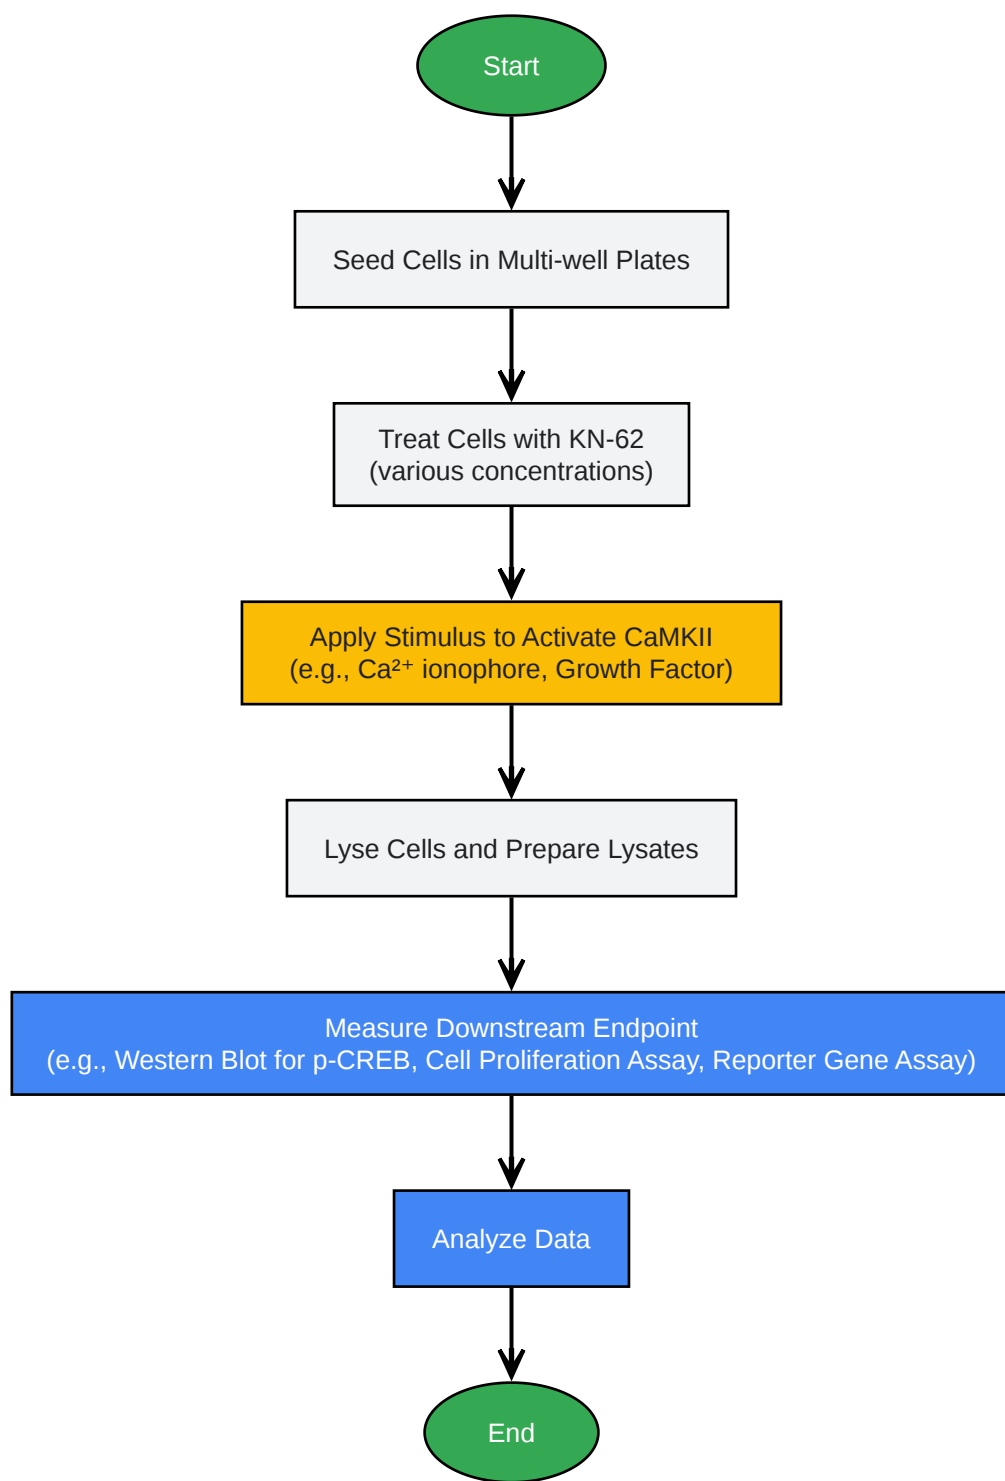 Start
Seed Cells in Multi-well Plates
Treat Cells with KN-62
(various concentrations)
Apply Stimulus to Activate CaMKII
(e.g., Ca²⁺ ionophore, Growth Factor)
Lyse Cells and Prepare Lysates
Measure Downstream Endpoint
(e.g., Western Blot for p-CREB, Cell Proliferation Assay, Reporter Gene Assay)
Analyze Data
End